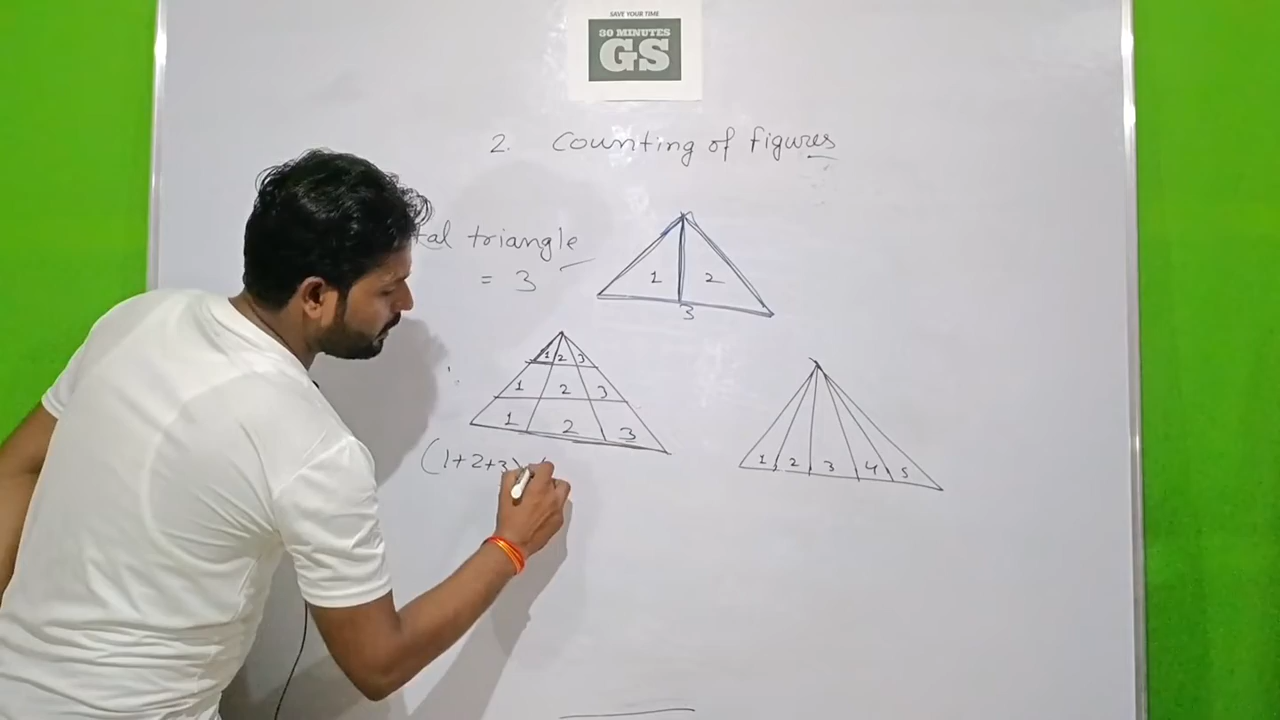 SAVE YOUR TIME
30 MINUTES
GS
2. Counting of figures
tal triangle
= 3
1 2
3
1 2 3
1 2 3
1 2 3
(1+2+3)
1 2 3 4 5